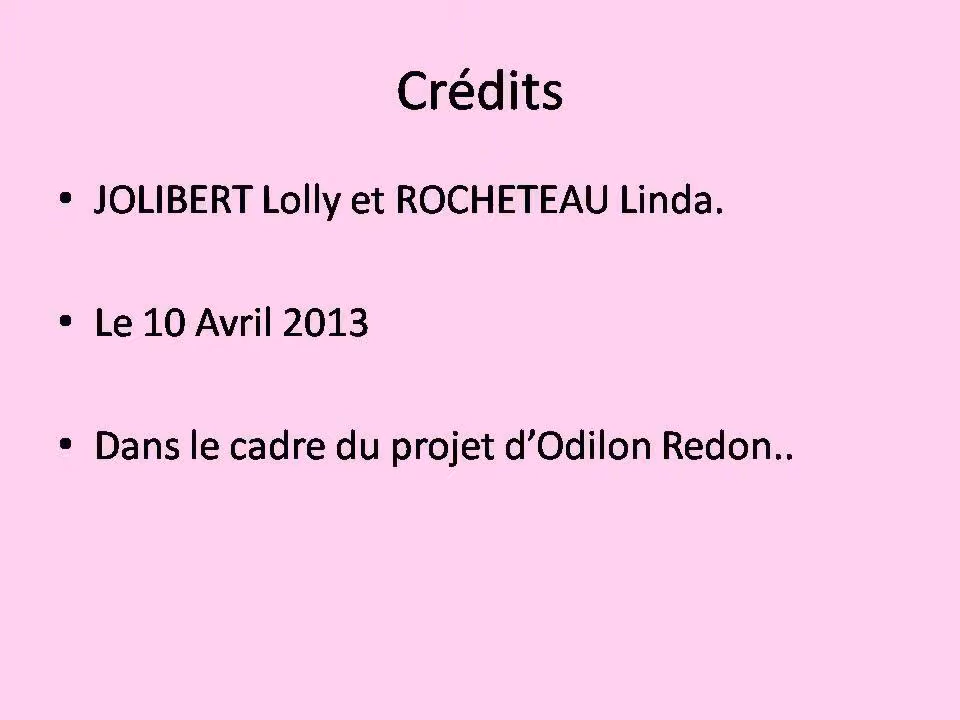 Crédits
• JOLIBERT Lolly et ROCHETEAU Linda.
• Le 10 Avril 2013
• Dans le cadre du projet d’Odilon Redon..